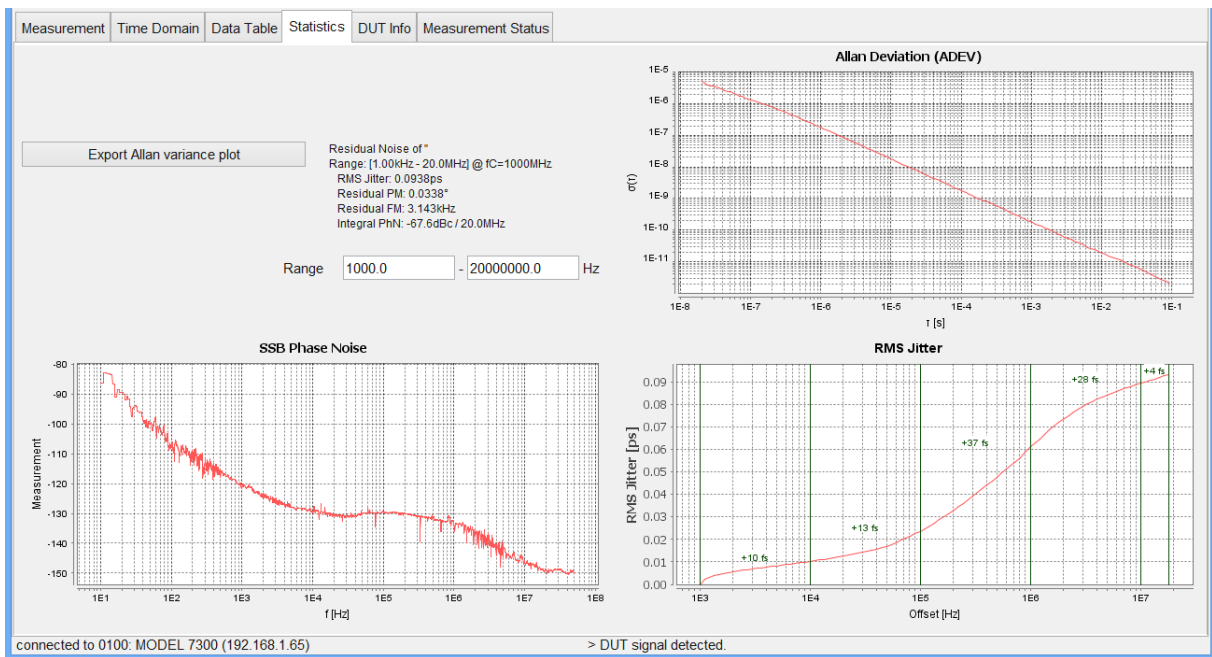 Measurement Time Domain Data Table Statistics DUT Info Measurement Status
Export Allan variance plot
Residual Noise of "
Range: [1.00kHz - 20.0MHz] @ fC=1000MHz
RMS Jitter: 0.0938ps
Residual PM: 0.0338°
Residual FM: 3.143kHz
Integral PhN: -67.6dBc / 20.0MHz
Range 1000.0 - 20000000.0 Hz
Allan Deviation (ADEV)
1E-5
1E-6
1E-7
1E-8
1E-9
1E-10
1E-11
σ(τ)
1E-8 1E-7 1E-6 1E-5 1E-4 1E-3 1E-2 1E-1
τ [s]
SSB Phase Noise
-80
-90
-100
-110
-120
-130
-140
-150
Measurement
1E1 1E2 1E3 1E4 1E5 1E6 1E7 1E8
f [Hz]
RMS Jitter
0.09
0.08
0.07
0.06
0.05
0.04
0.03
0.02
0.01
0.00
RMS Jitter [ps]
+10 fs
+13 fs
+37 fs
+28 fs
+4 fs
1E3 1E4 1E5 1E6 1E7
Offset [Hz]
connected to 0100: MODEL 7300 (192.168.1.65)
> DUT signal detected.